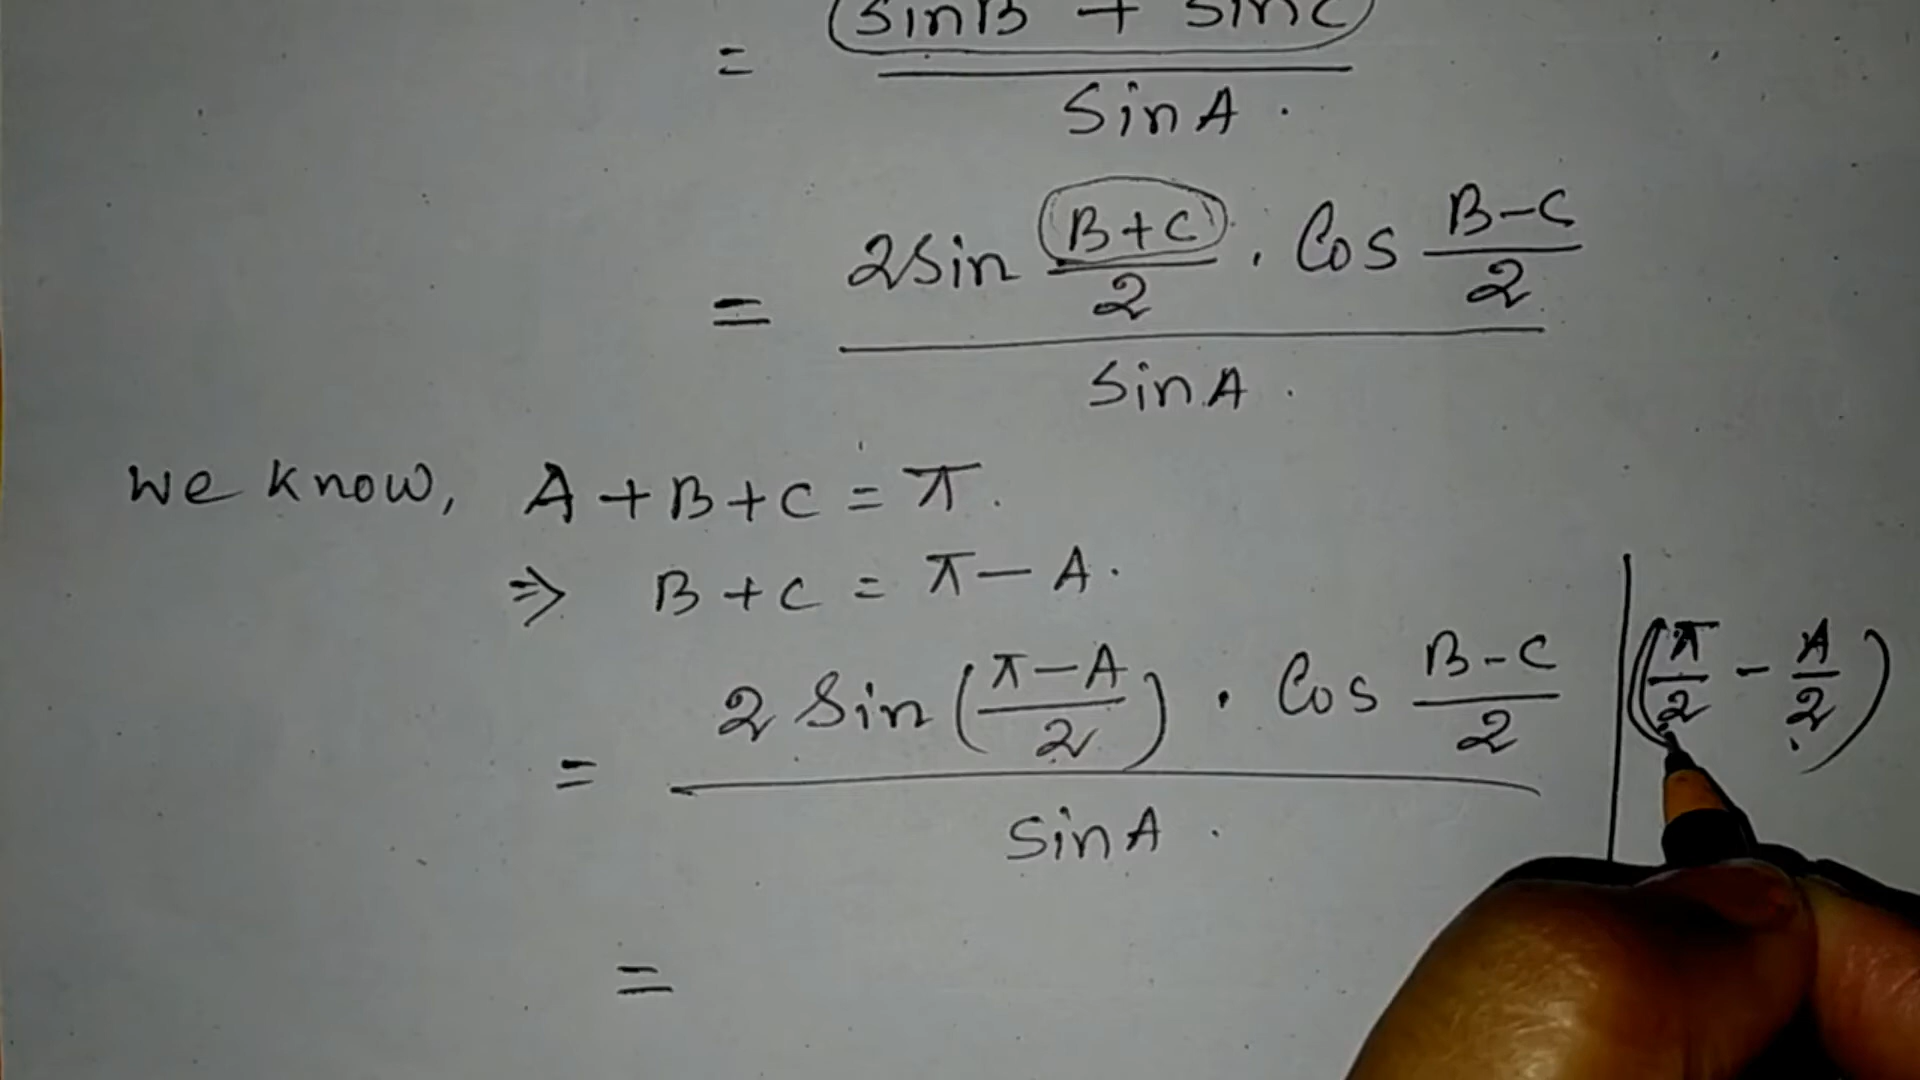 = (sinB + sinC) / SinA .
= 2sin (B+C)/2 . Cos (B-C)/2 / SinA .
We know, A+B+C = π.
⇒ B+C = π - A.
= 2 Sin (π-A / 2) . Cos B-C / 2 / SinA . | (π/2 - A/2)
=